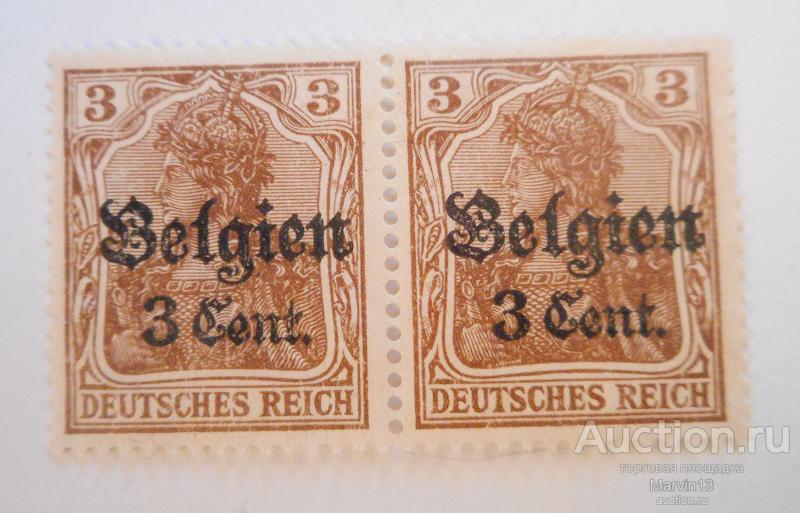 3 3 3 3
Belgien Belgien
3 Cent. 3 Cent.
DEUTSCHES REICH DEUTSCHES REICH
Auction.ru
торговая площадка
Marvin13
auction.ru